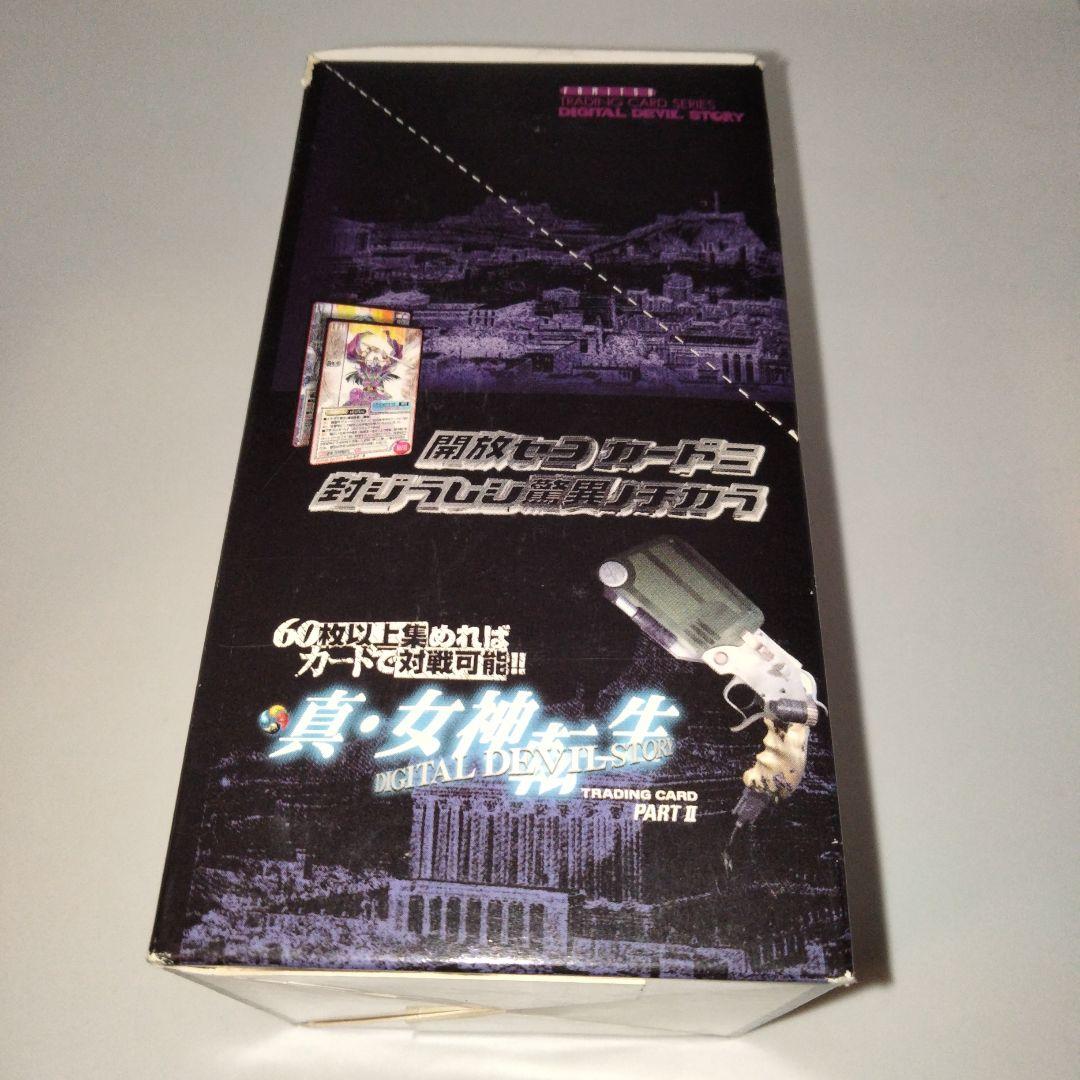 FAMITSU
TRADING CARD SERIES
DIGITAL DEVIL STORY
開放セヨ カードニ
封ジラレシ驚異ノチカラ
60枚以上集めれば
カードで対戦可能!!
真・女神転生
DIGITAL DEVIL STORY
TRADING CARD
PART II